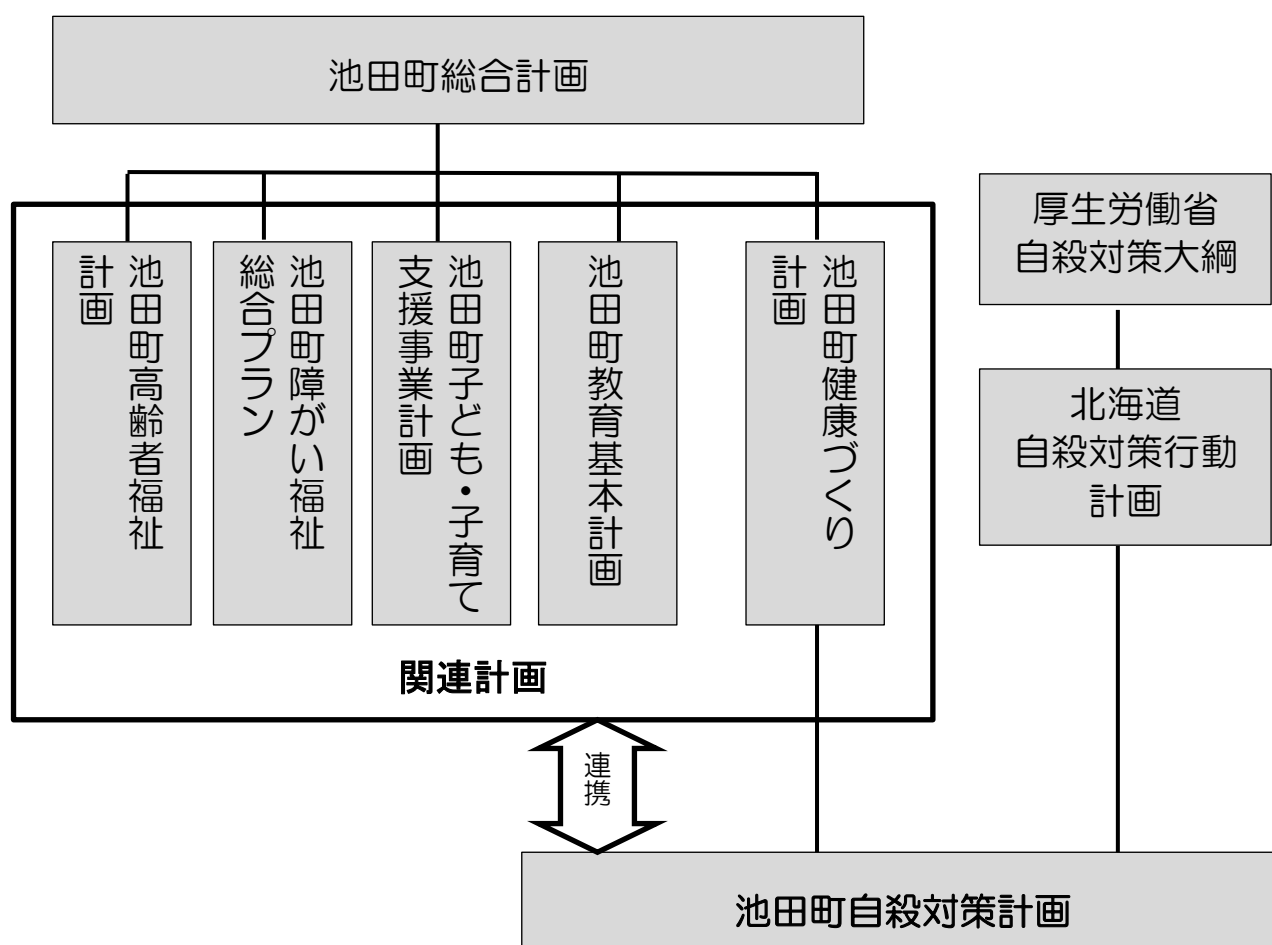 池田町総合計画
厚生労働省
自殺対策大綱
北海道
自殺対策行動
計画
池田町高齢者福祉
計画
池田町障がい福祉
総合プラン
池田町子ども・子育て
支援事業計画
池田町教育基本計画
池田町健康づくり
計画
関連計画
連携
池田町自殺対策計画